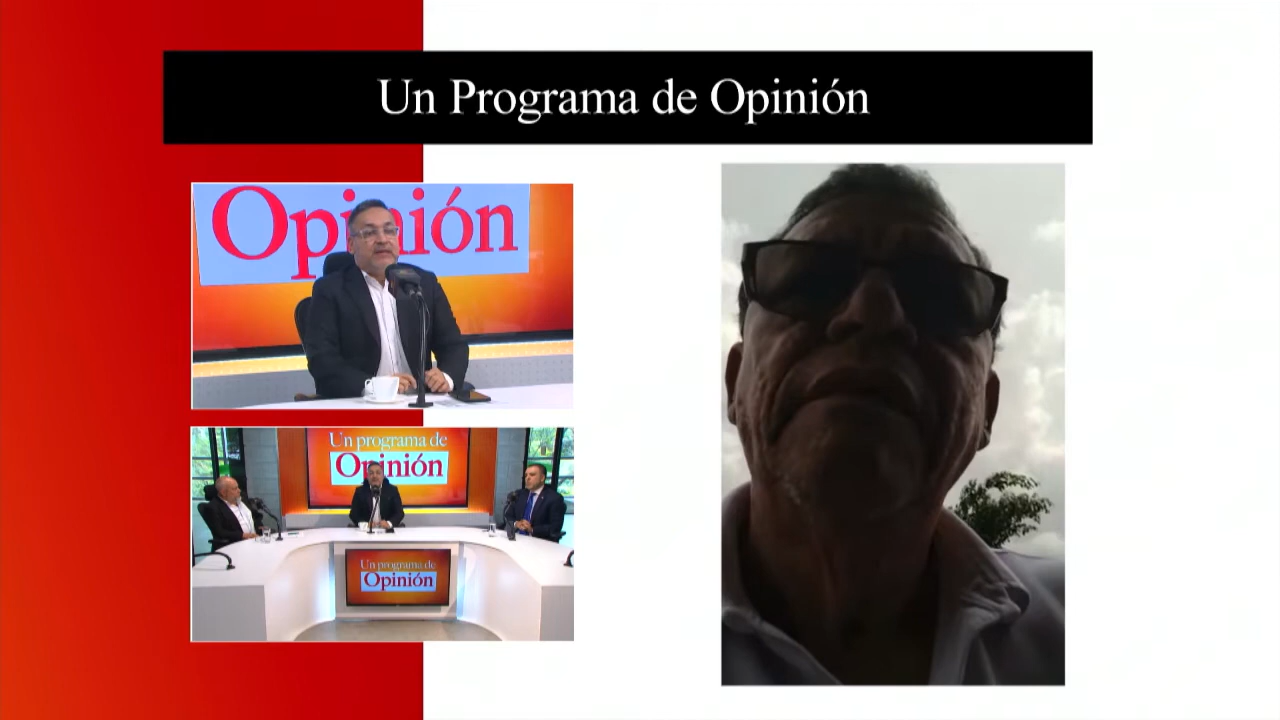 Un Programa de Opinión
Opinión
Un programa de
Opinión
Un programa de
Opinión